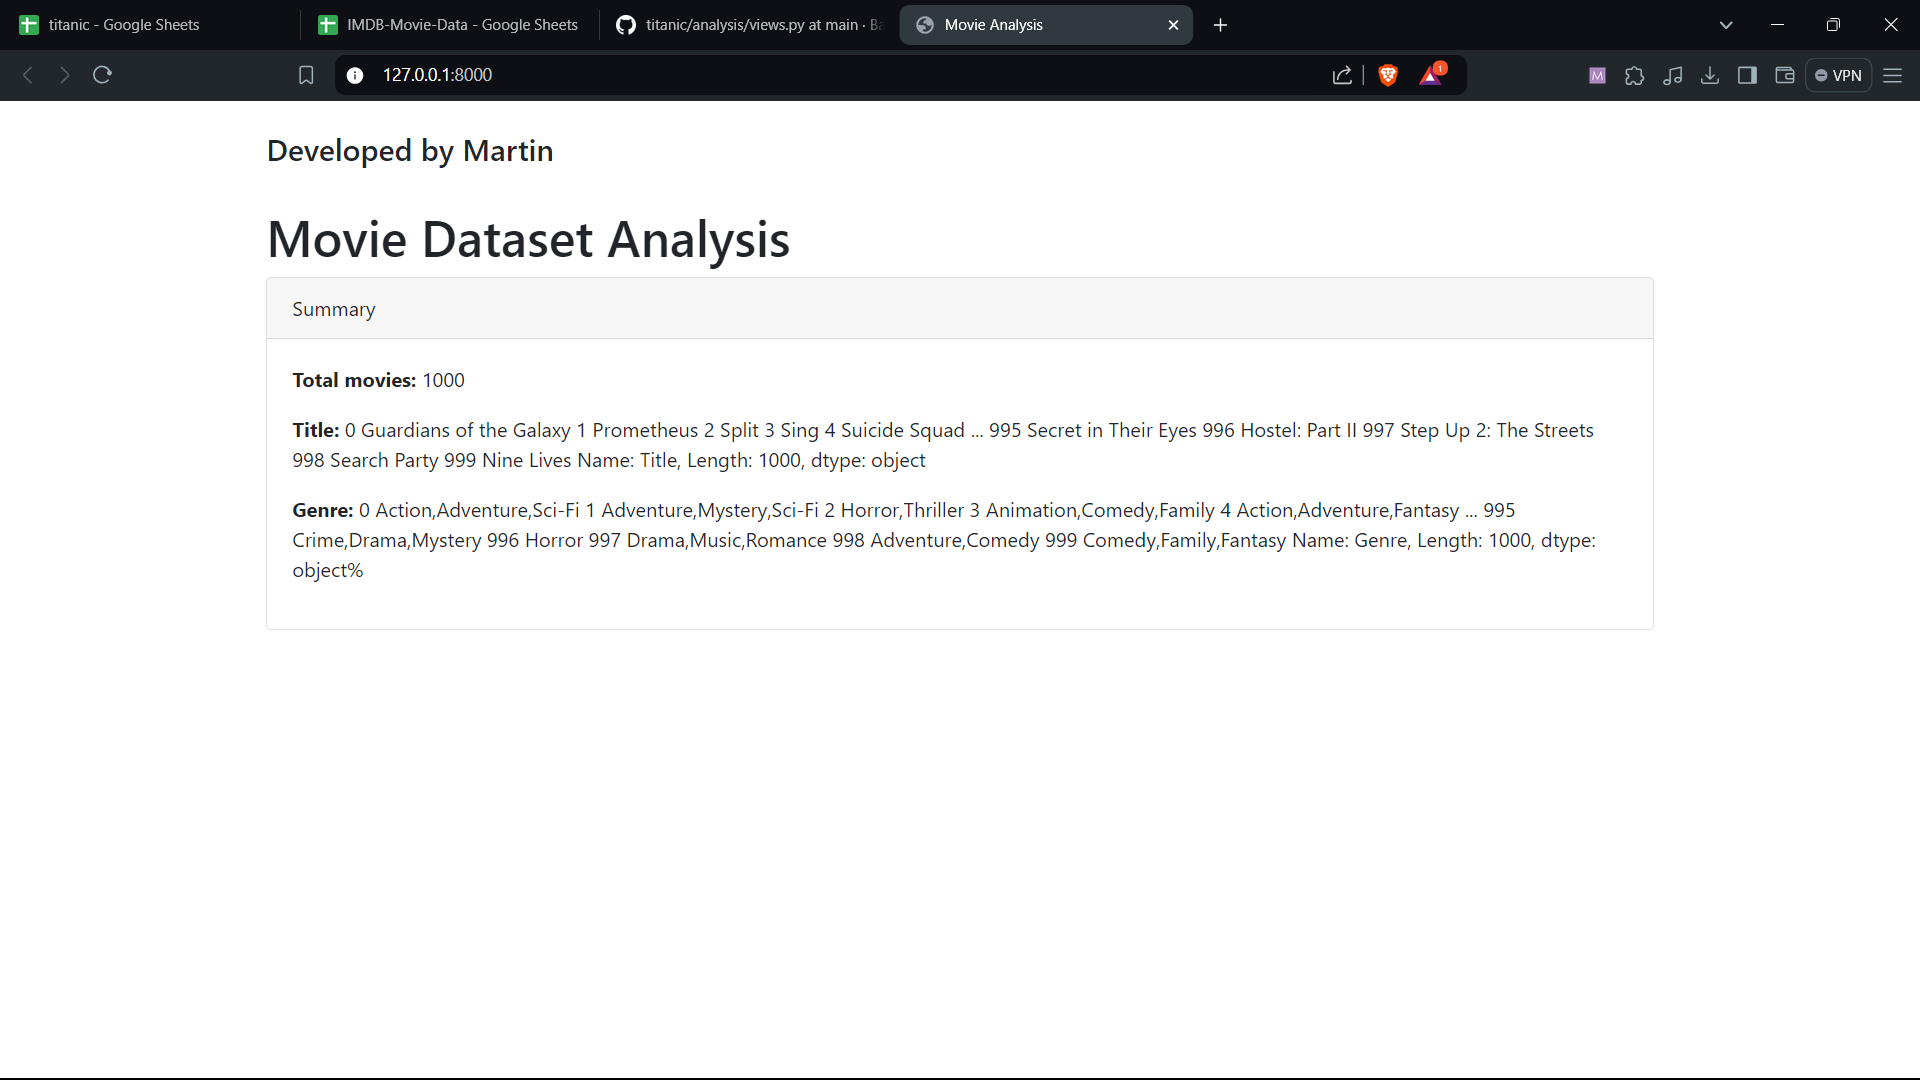 titanic - Google Sheets
IMDB-Movie-Data - Google Sheets
titanic/analysis/views.py at main · Ba
Movie Analysis
127.0.0.1:8000
1
M
VPN
Developed by Martin
Movie Dataset Analysis
Summary
Total movies: 1000
Title: 0 Guardians of the Galaxy 1 Prometheus 2 Split 3 Sing 4 Suicide Squad ... 995 Secret in Their Eyes 996 Hostel: Part II 997 Step Up 2: The Streets
998 Search Party 999 Nine Lives Name: Title, Length: 1000, dtype: object
Genre: 0 Action,Adventure,Sci-Fi 1 Adventure,Mystery,Sci-Fi 2 Horror,Thriller 3 Animation,Comedy,Family 4 Action,Adventure,Fantasy ... 995
Crime,Drama,Mystery 996 Horror 997 Drama,Music,Romance 998 Adventure,Comedy 999 Comedy,Family,Fantasy Name: Genre, Length: 1000, dtype:
object%